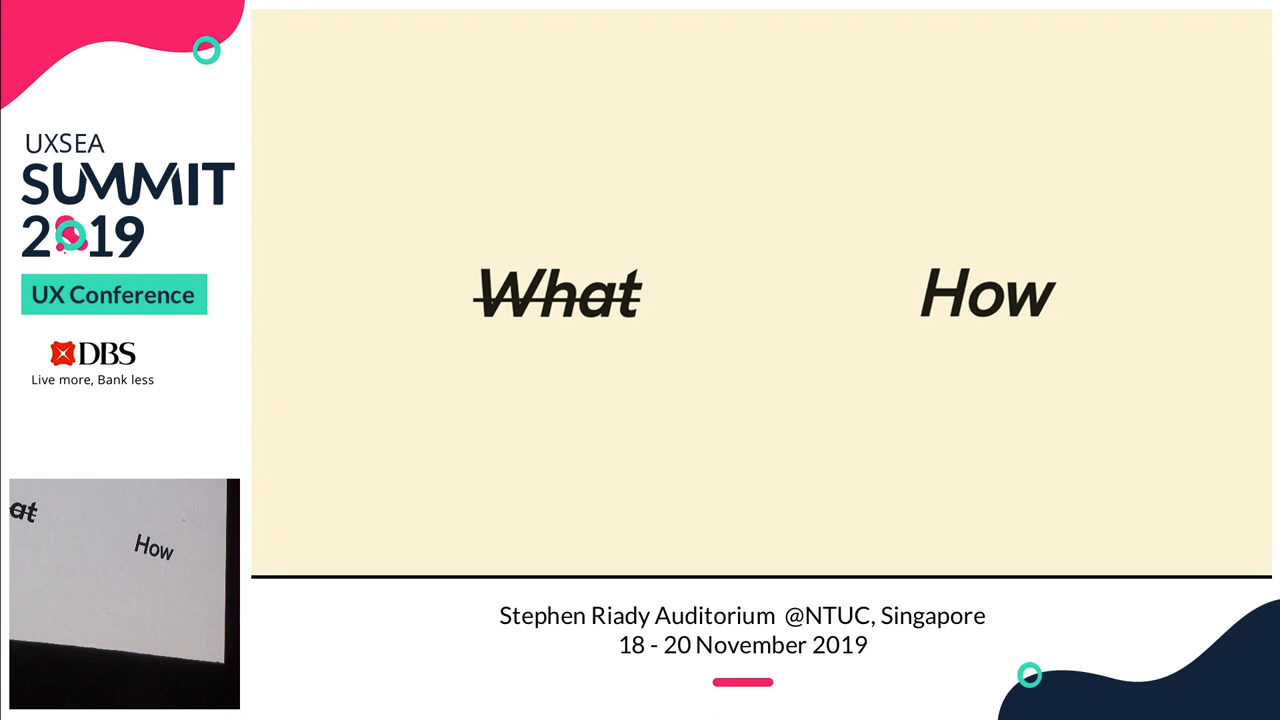 UXSEA
SUMMIT
2019
UX Conference
DBS
Live more, Bank less
What
How
at
How
Stephen Riady Auditorium @NTUC, Singapore
18 - 20 November 2019